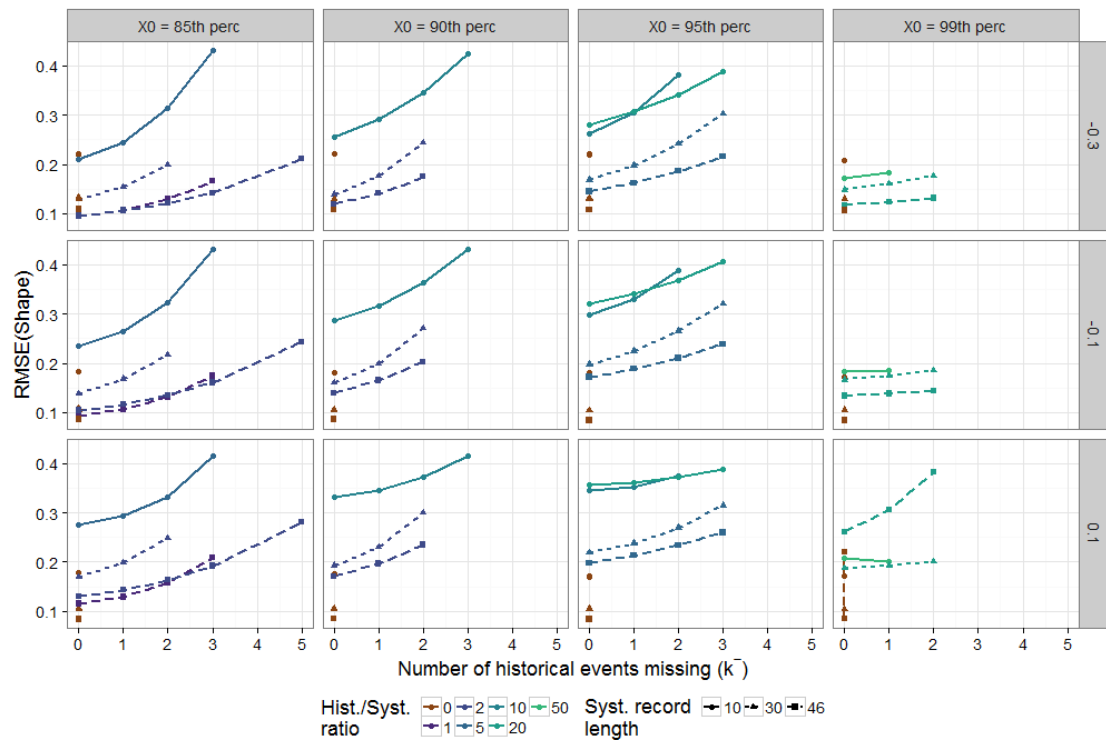 X0 = 85th perc X0 = 90th perc X0 = 95th perc X0 = 99th perc
0.4
0.3
0.2
0.1
-0.3
0.4
0.3
0.2
0.1
-0.1
0.4
0.3
0.2
0.1
0.1
RMSE(Shape)
0 1 2 3 4 5 0 1 2 3 4 5 0 1 2 3 4 5 0 1 2 3 4 5
Number of historical events missing (k⁻)
Hist./Syst.
ratio
0 2 10 50
1 5 20
Syst. record
length
10 30 46